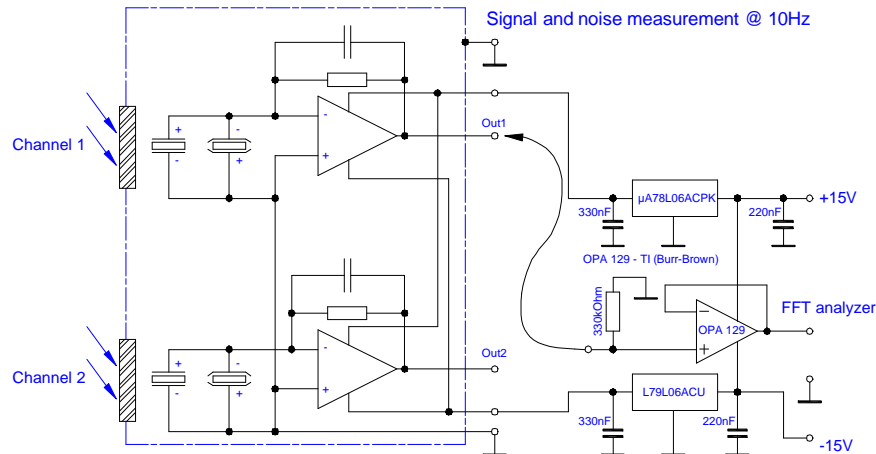 Signal and noise measurement @ 10Hz
Channel 1
+
-
-
+
-
+
Out1
330nF
µA78L06ACPK
220nF
+15V
OPA 129 - TI (Burr-Brown)
330kOhm
OPA 129
-
+
FFT analyzer
Channel 2
+
-
-
+
-
+
Out2
330nF
L79L06ACU
220nF
-15V